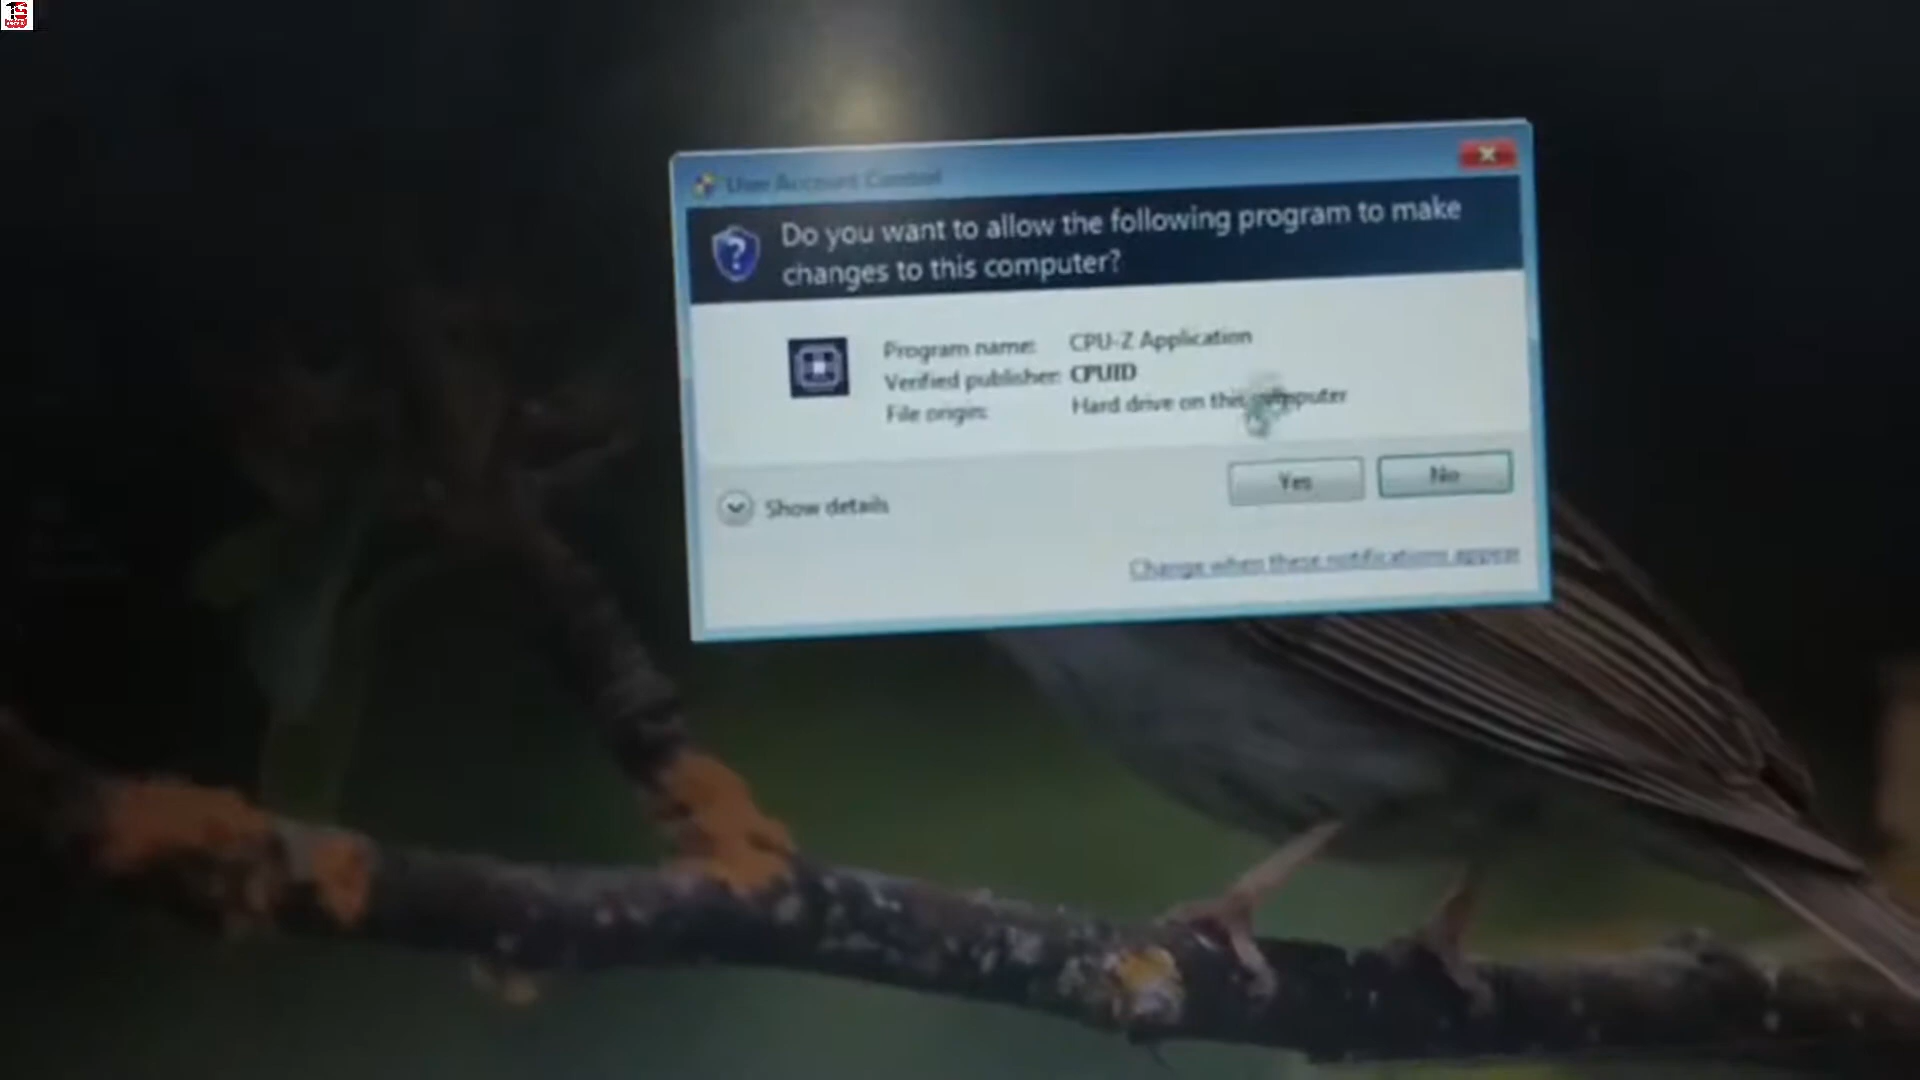 User Account Control
Do you want to allow the following program to make
changes to this computer?
Program name: CPU-Z Application
Verified publisher: CPUID
File origin: Hard drive on this computer
Yes No
Show details
Change when these notifications appear